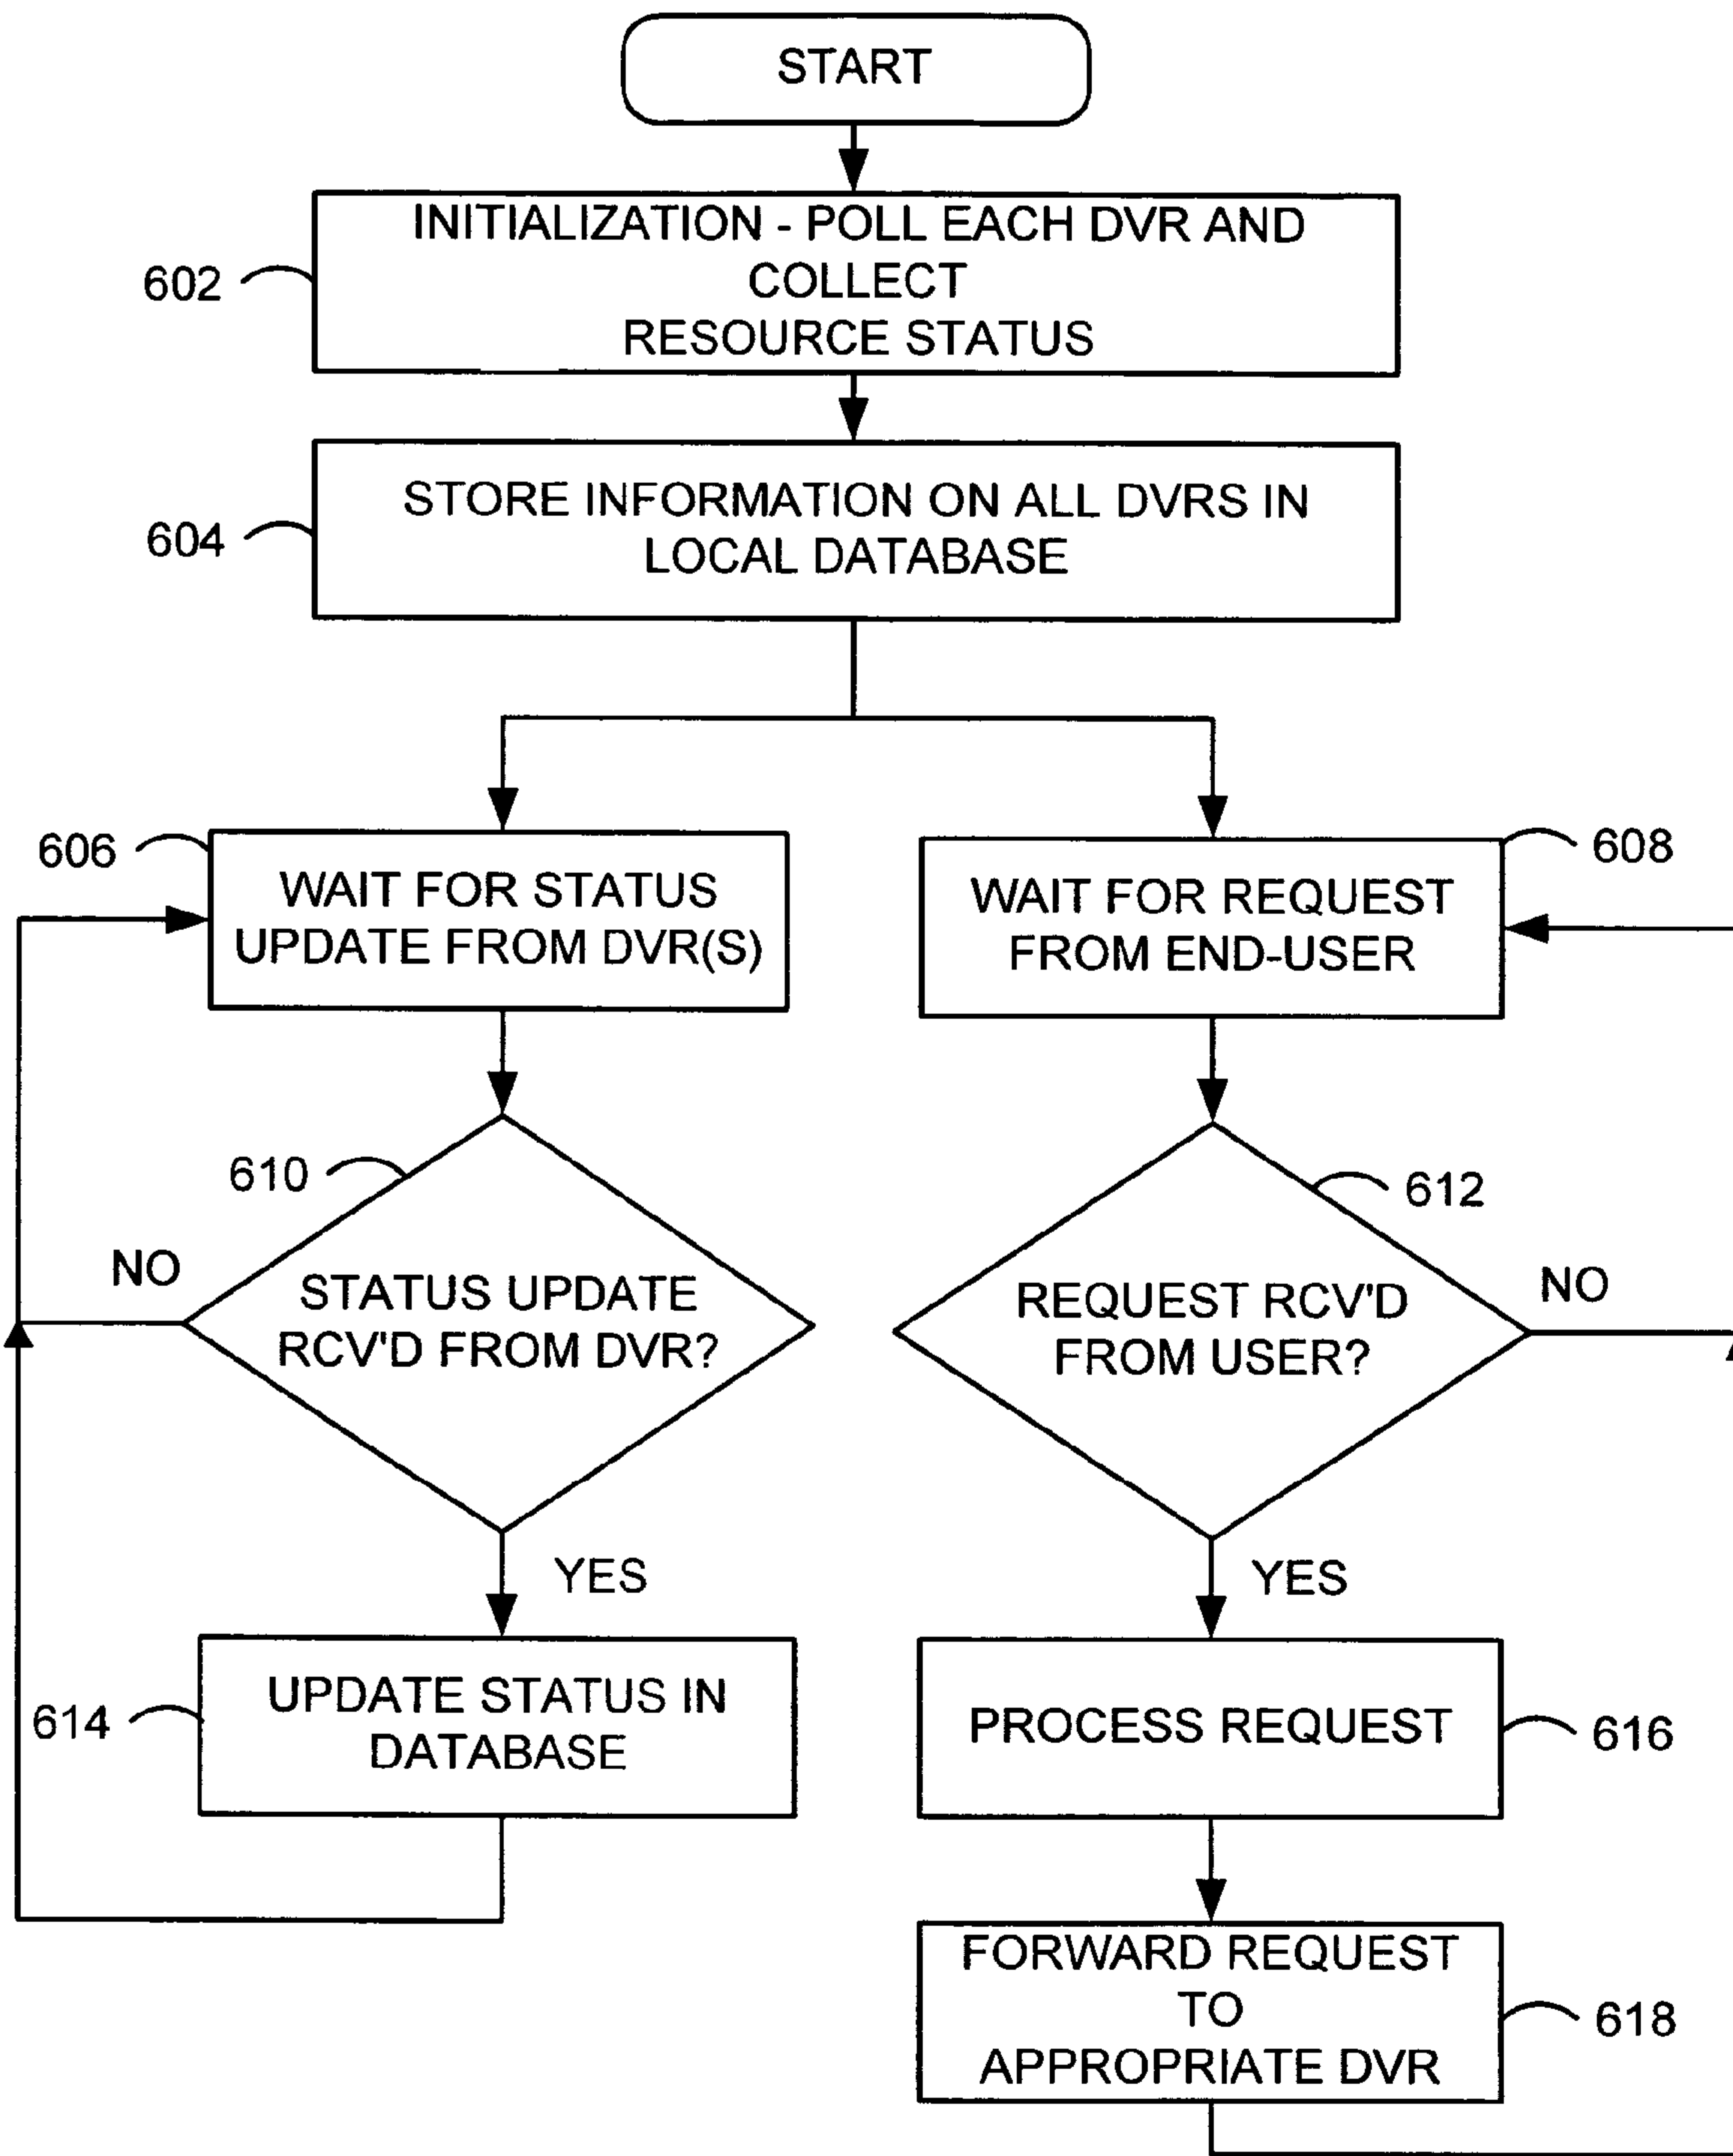 START
INITIALIZATION - POLL EACH DVR AND
COLLECT
RESOURCE STATUS
602
STORE INFORMATION ON ALL DVRS IN
LOCAL DATABASE
604
606
WAIT FOR STATUS
UPDATE FROM DVR(S)
608
WAIT FOR REQUEST
FROM END-USER
610
NO
STATUS UPDATE
RCV'D FROM DVR?
YES
612
NO
REQUEST RCV'D
FROM USER?
YES
614
UPDATE STATUS IN
DATABASE
PROCESS REQUEST
616
FORWARD REQUEST
TO
APPROPRIATE DVR
618